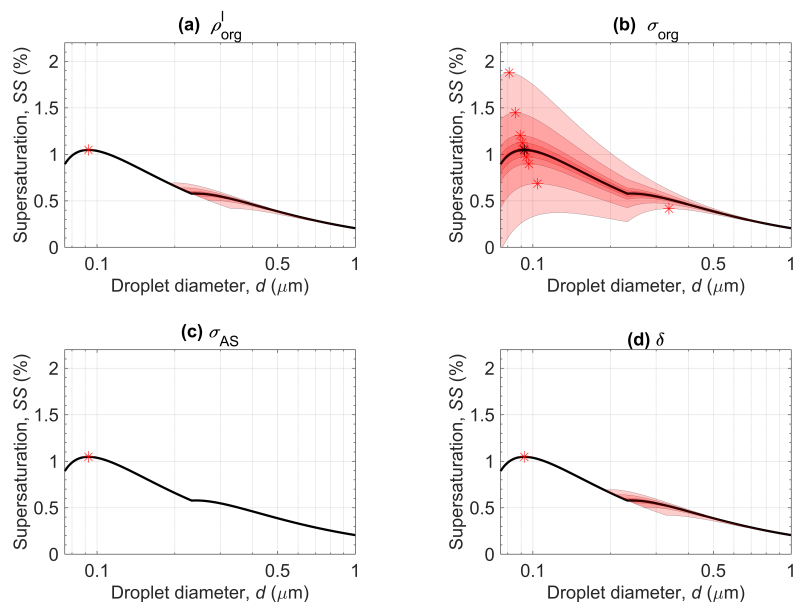 (a) ρ^l_org
2
1.5
1
0.5
0
Supersaturation, SS (%)
0.1 0.5 1
Droplet diameter, d (μm)
(b) σ_org
2
1.5
1
0.5
0
Supersaturation, SS (%)
0.1 0.5 1
Droplet diameter, d (μm)
(c) σ_AS
2
1.5
1
0.5
0
Supersaturation, SS (%)
0.1 0.5 1
Droplet diameter, d (μm)
(d) δ
2
1.5
1
0.5
0
Supersaturation, SS (%)
0.1 0.5 1
Droplet diameter, d (μm)